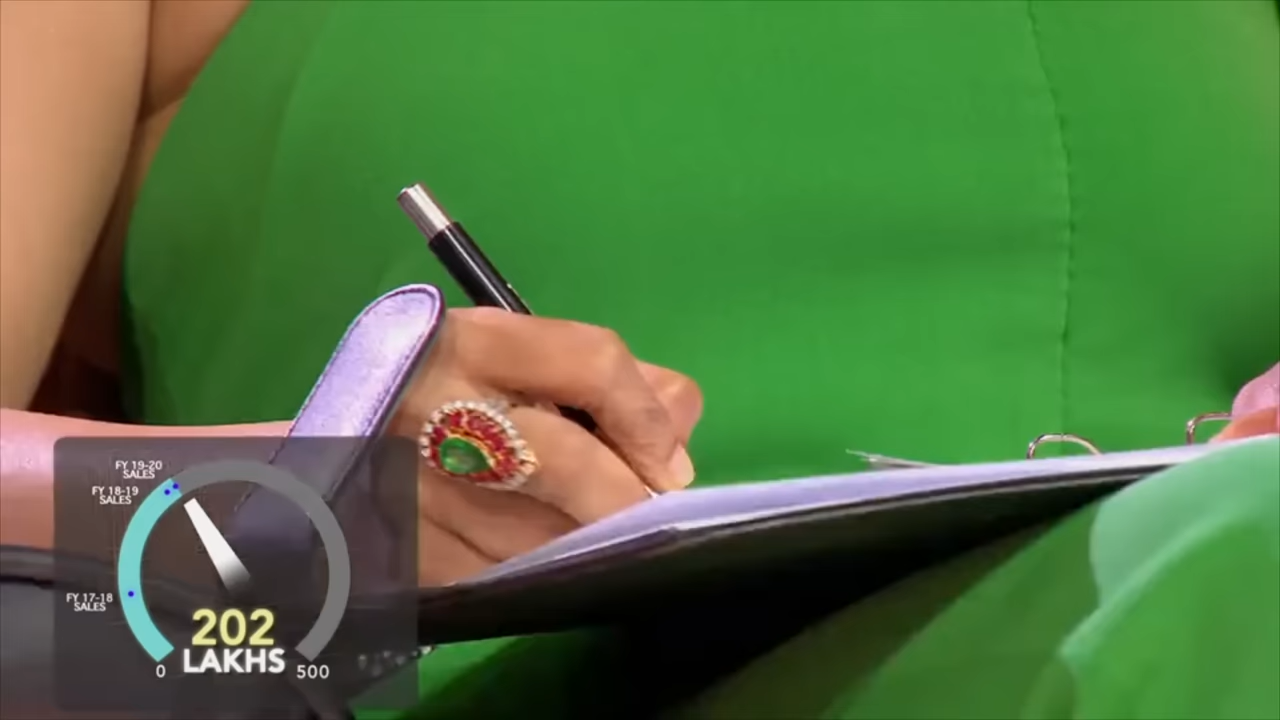 FY 19-20
SALES
FY 18-19
SALES
FY 17-18
SALES
202
LAKHS
0
500